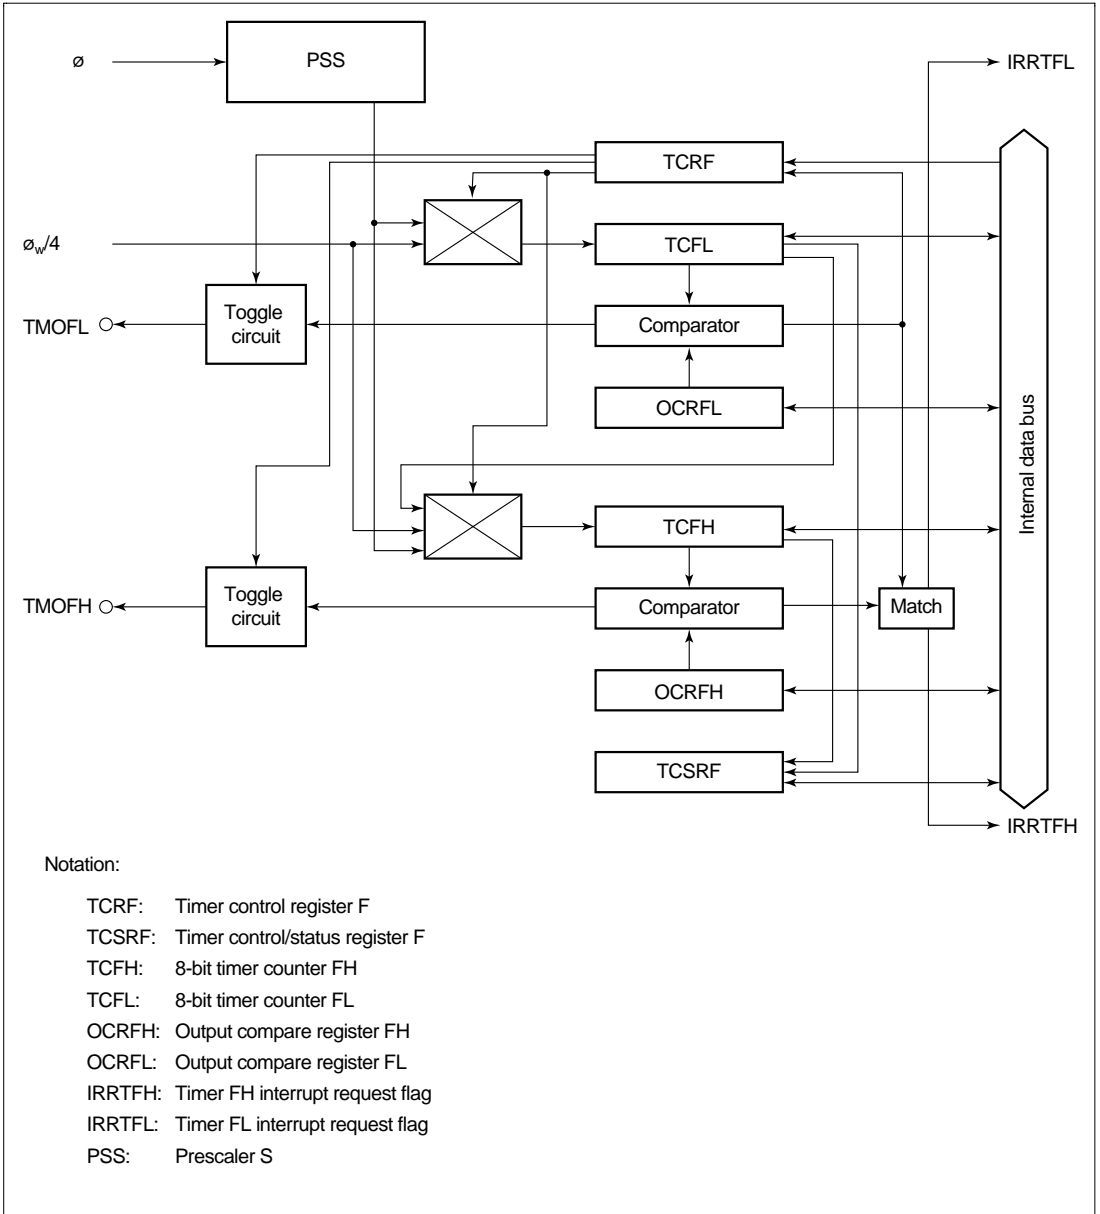 ø
PSS
IRRTFL
TCRF
øw/4
TCFL
Toggle
circuit
TMOFL
Comparator
OCRFL
Internal data bus
TCFH
Toggle
circuit
TMOFH
Comparator
Match
OCRFH
TCSRF
IRRTFH
Notation:
TCRF: Timer control register F
TCSRF: Timer control/status register F
TCFH: 8-bit timer counter FH
TCFL: 8-bit timer counter FL
OCRFH: Output compare register FH
OCRFL: Output compare register FL
IRRTFH: Timer FH interrupt request flag
IRRTFL: Timer FL interrupt request flag
PSS: Prescaler S